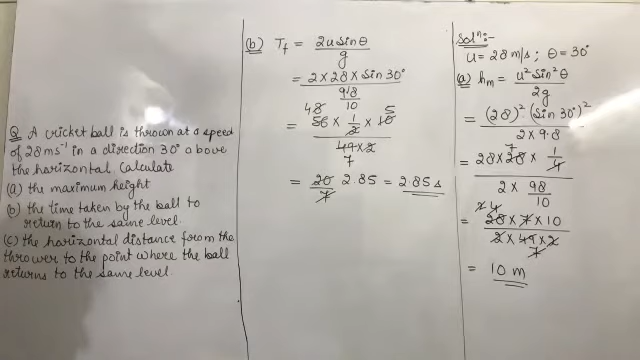 Q A cricket ball is thrown at a speed
of 28 ms⁻¹ in a direction 30° above
the horizontal. Calculate
(a) the maximum height
(b) the time taken by the ball to
return to the same level.
(c) the horizontal distance from the
thrower to the point where the ball
returns to the same level.
(b) T_f = 2u sinθ / g
= 2 × 28 × sin 30° / (98/10)
= 56 × 1/2 × 10 / (49 × 2)
= 20/7 2.85 = 2.85 s
Solⁿ:-
u = 28 m/s ; θ = 30°
(a) h_m = u² sin²θ / 2g
= (28)² (sin 30°)² / (2 × 9.8)
= 28 × 28 × 1/4 / (2 × 98/10)
= 28 × 7 × 10 / (2 × 49 × 2)
= 10 m